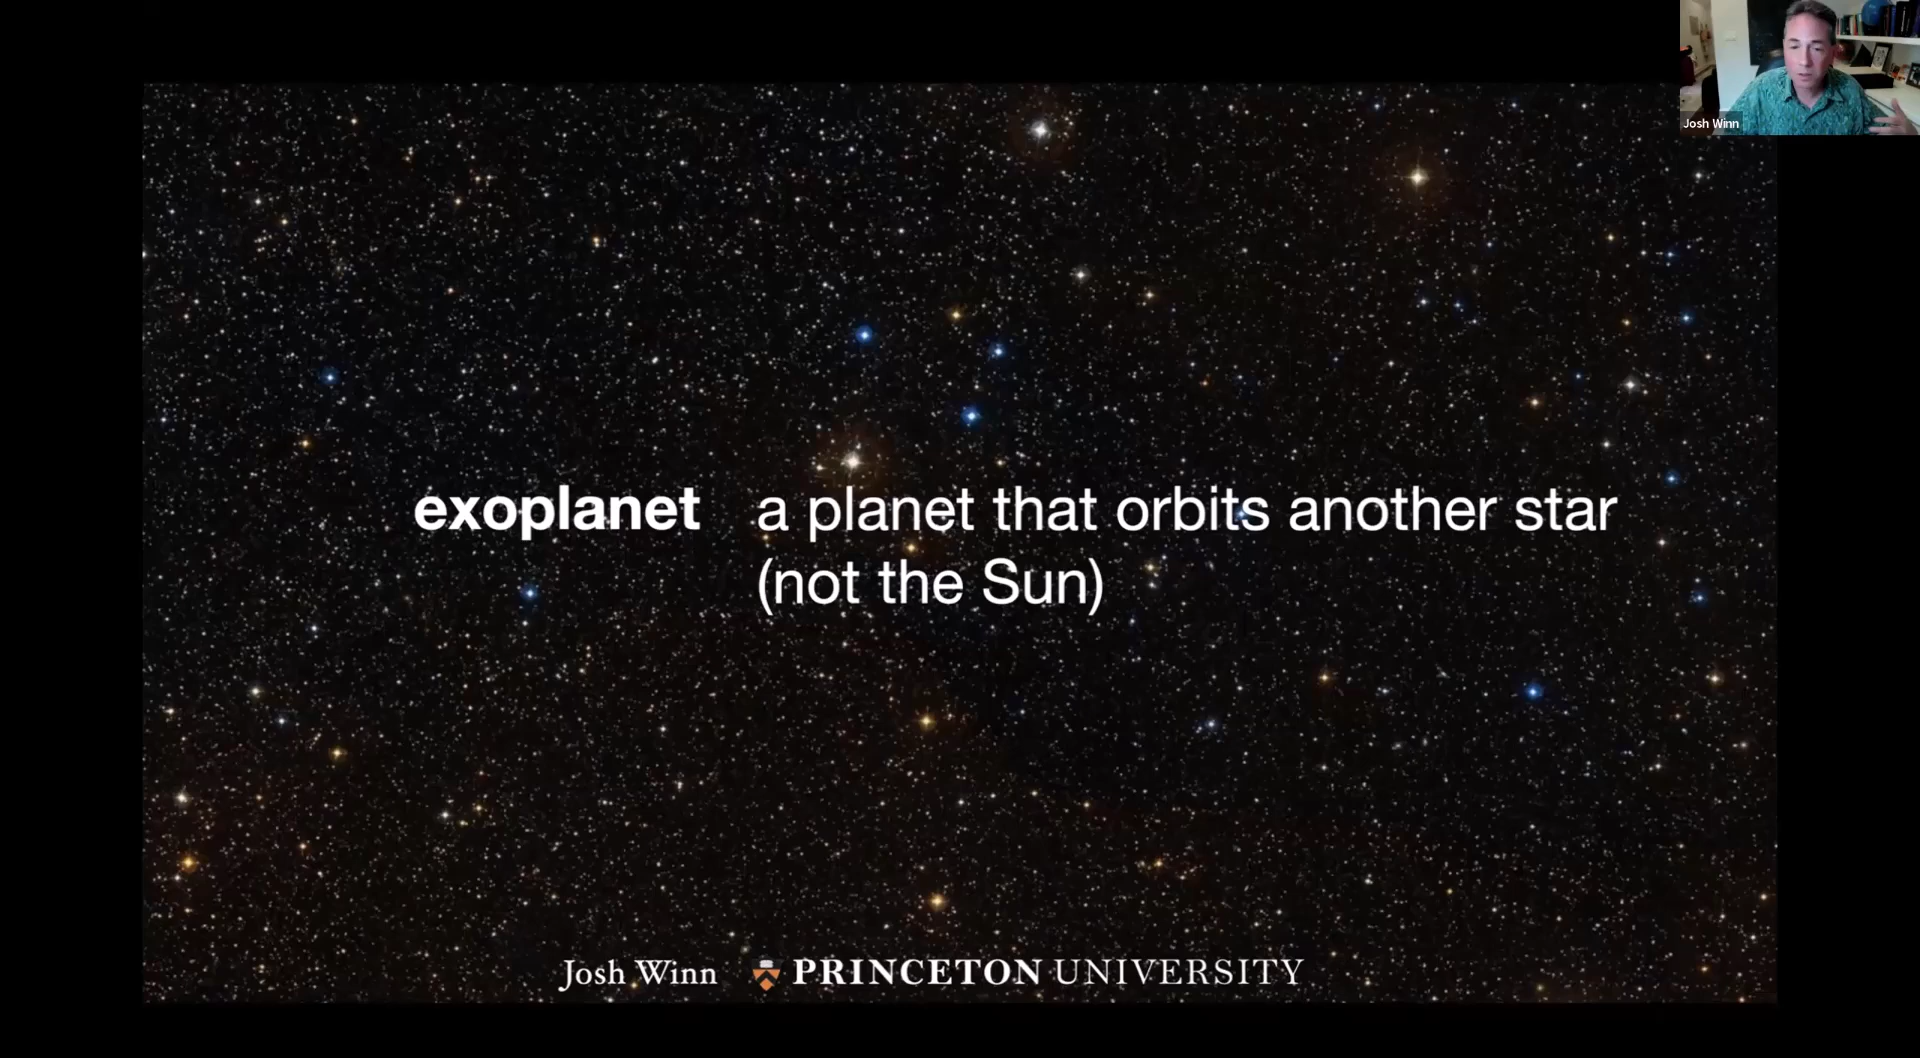 Josh Winn
exoplanet a planet that orbits another star
(not the Sun)
Josh Winn PRINCETON UNIVERSITY